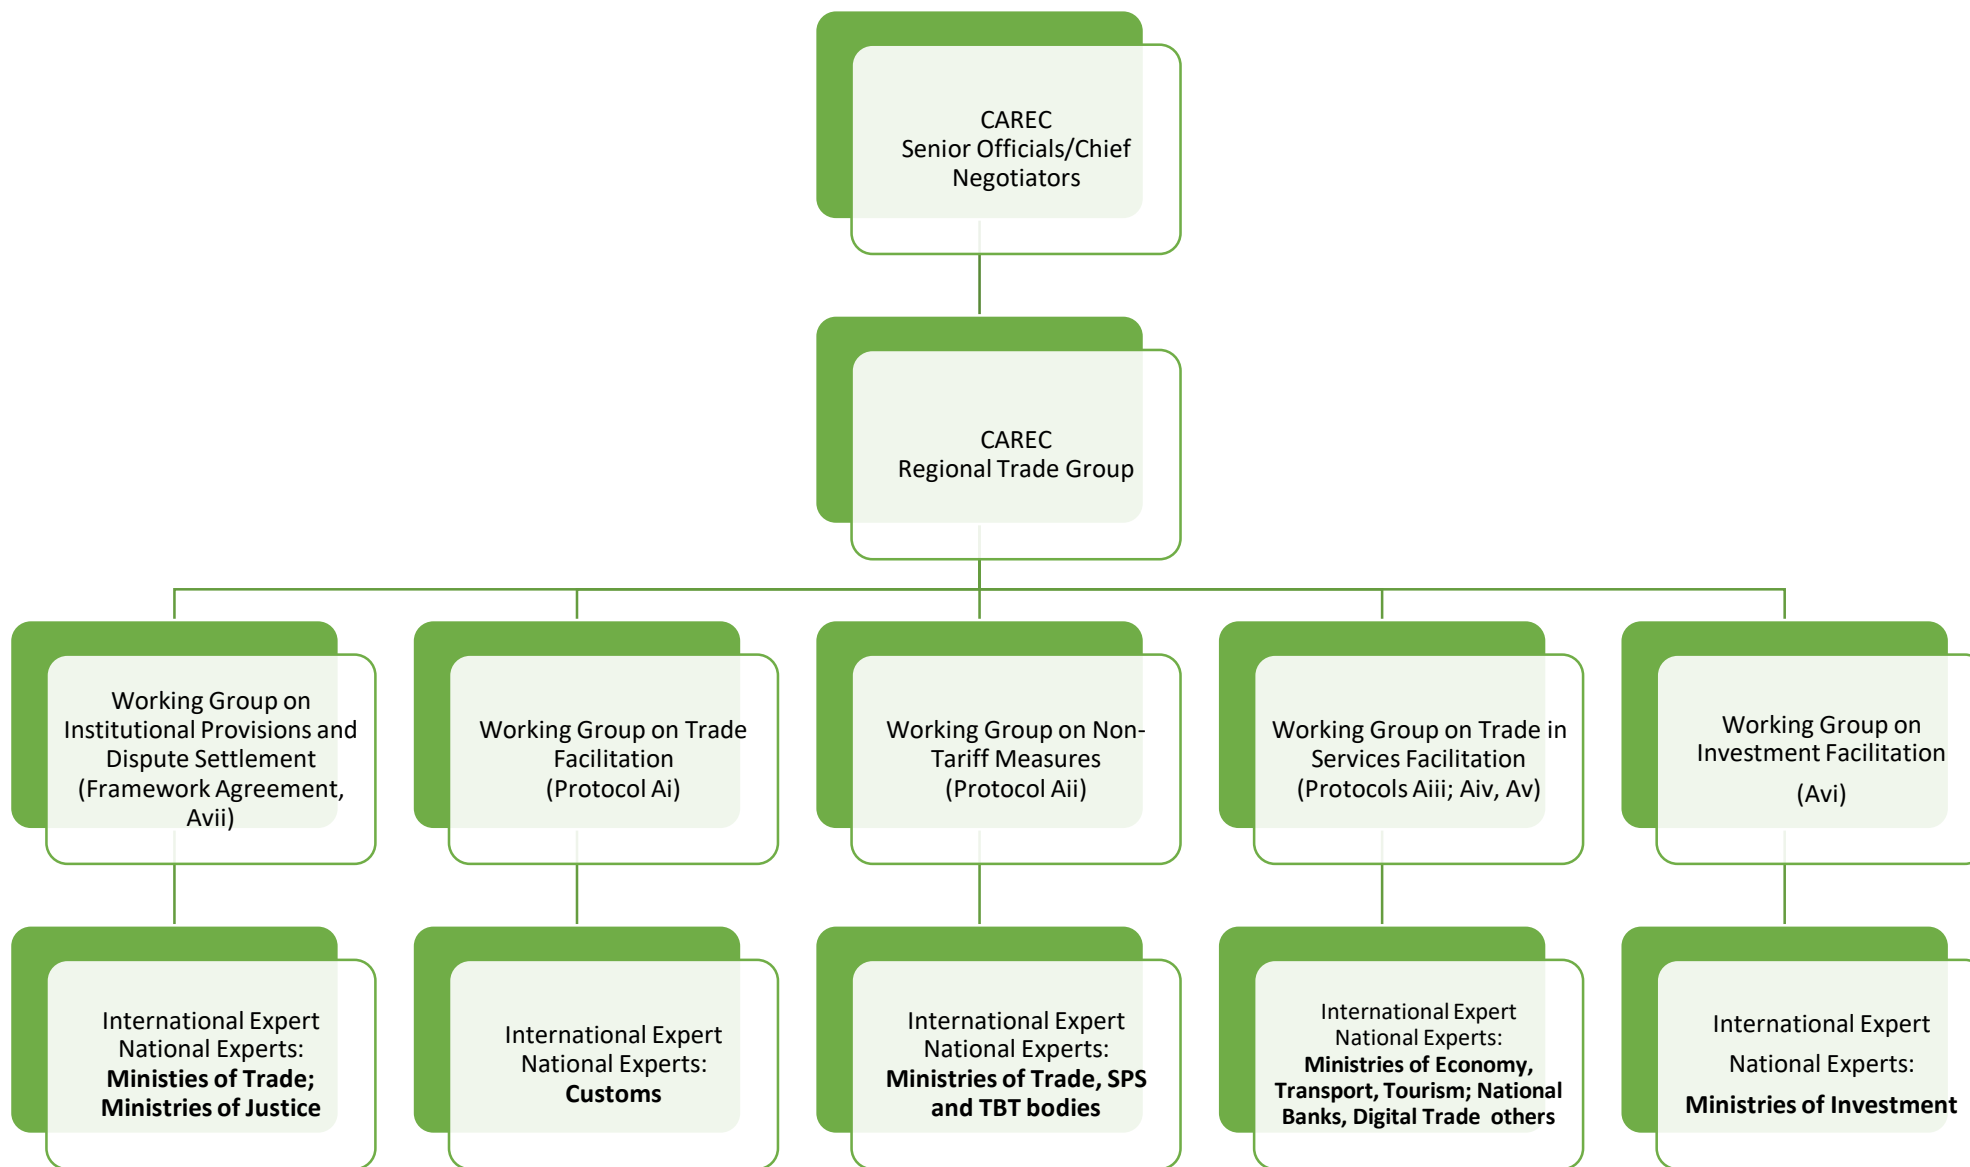 CAREC
Senior Officials/Chief
Negotiators
CAREC
Regional Trade Group
Working Group on
Institutional Provisions and
Dispute Settlement
(Framework Agreement,
Avii)
Working Group on Trade
Facilitation
(Protocol Ai)
Working Group on Non-
Tariff Measures
(Protocol Aii)
Working Group on Trade in
Services Facilitation
(Protocols Aiii; Aiv, Av)
Working Group on
Investment Facilitation
(Avi)
International Expert
National Experts:
Ministies of Trade;
Ministries of Justice
International Expert
National Experts:
Customs
International Expert
National Experts:
Ministries of Trade, SPS
and TBT bodies
International Expert
National Experts:
Ministries of Economy,
Transport, Tourism; National
Banks, Digital Trade  others
International Expert
National Experts:
Ministries of Investment